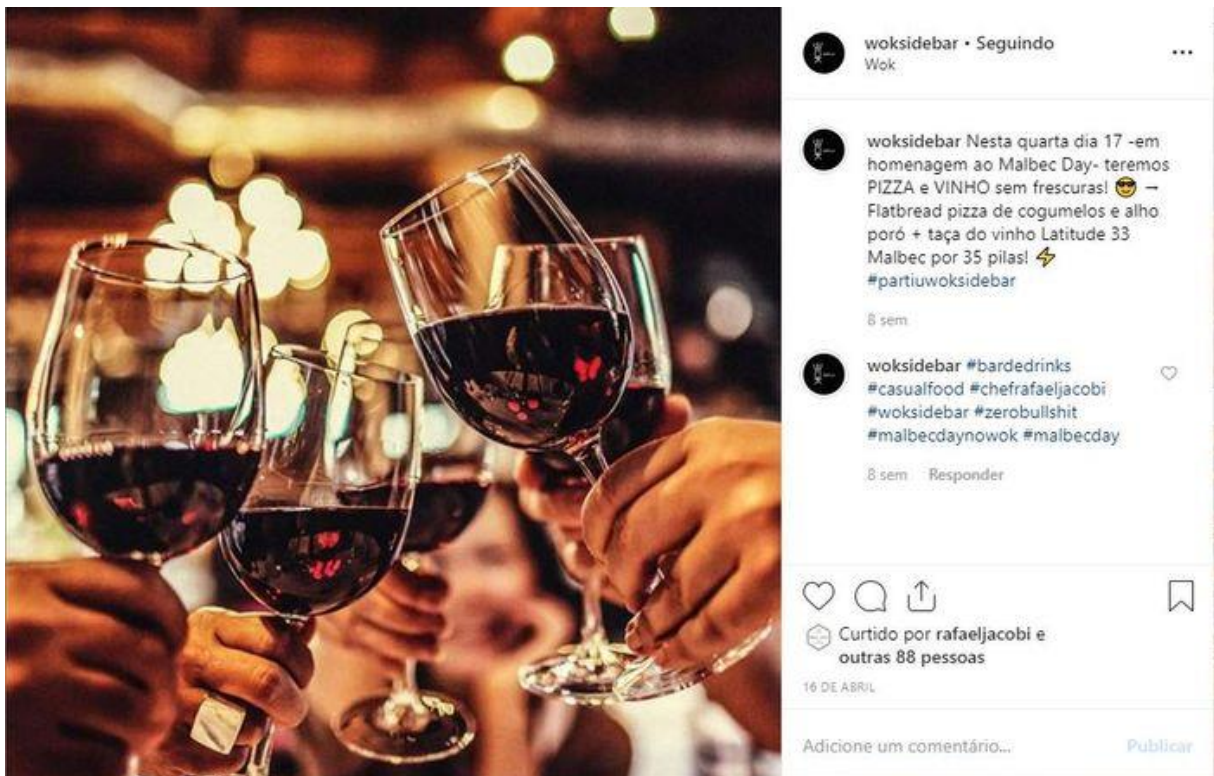 woksidebar • Seguindo
Wok
woksidebar Nesta quarta dia 17 -em
homenagem ao Malbec Day- teremos
PIZZA e VINHO sem frescuras! 😎 →
Flatbread pizza de cogumelos e alho
poró + taça do vinho Latitude 33
Malbec por 35 pilas! ⚡
#partiuwoksidebar
8 sem
woksidebar #bardedrinks
#casualfood #chefrafaeljacobi
#woksidebar #zerobullshit
#malbecdaynowok #malbecday
8 sem Responder
Curtido por rafaeljacobi e
outras 88 pessoas
16 DE ABRIL
Adicione um comentário... Publicar